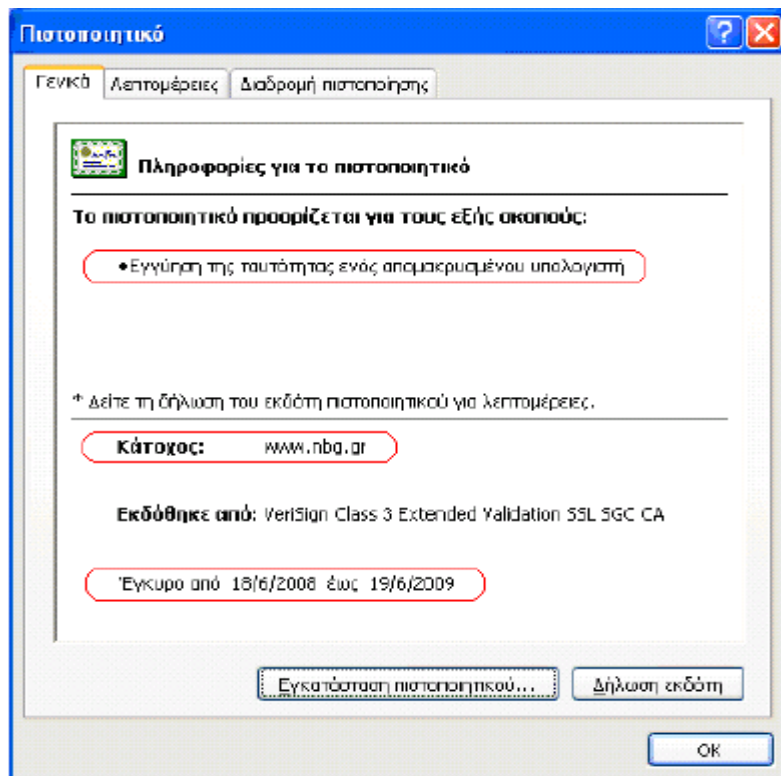 Πιστοποιητικό
Γενικά Λεπτομέρειες Διαδρομή πιστοποίησης
Πληροφορίες για το πιστοποιητικό
Το πιστοποιητικό προορίζεται για τους εξής σκοπούς:
•Εγγύηση της ταυτότητας ενός απομακρυσμένου υπολογιστή
* Δείτε τη δήλωση του εκδότη πιστοποιητικού για λεπτομέρειες.
Κάτοχος: www.nbg.gr
Εκδόθηκε από: VeriSign Class 3 Extended Validation SSL SGC CA
Έγκυρο από 18/6/2008 έως 19/6/2009
Εγκατάσταση πιστοποιητικού... Δήλωση εκδότη
OK